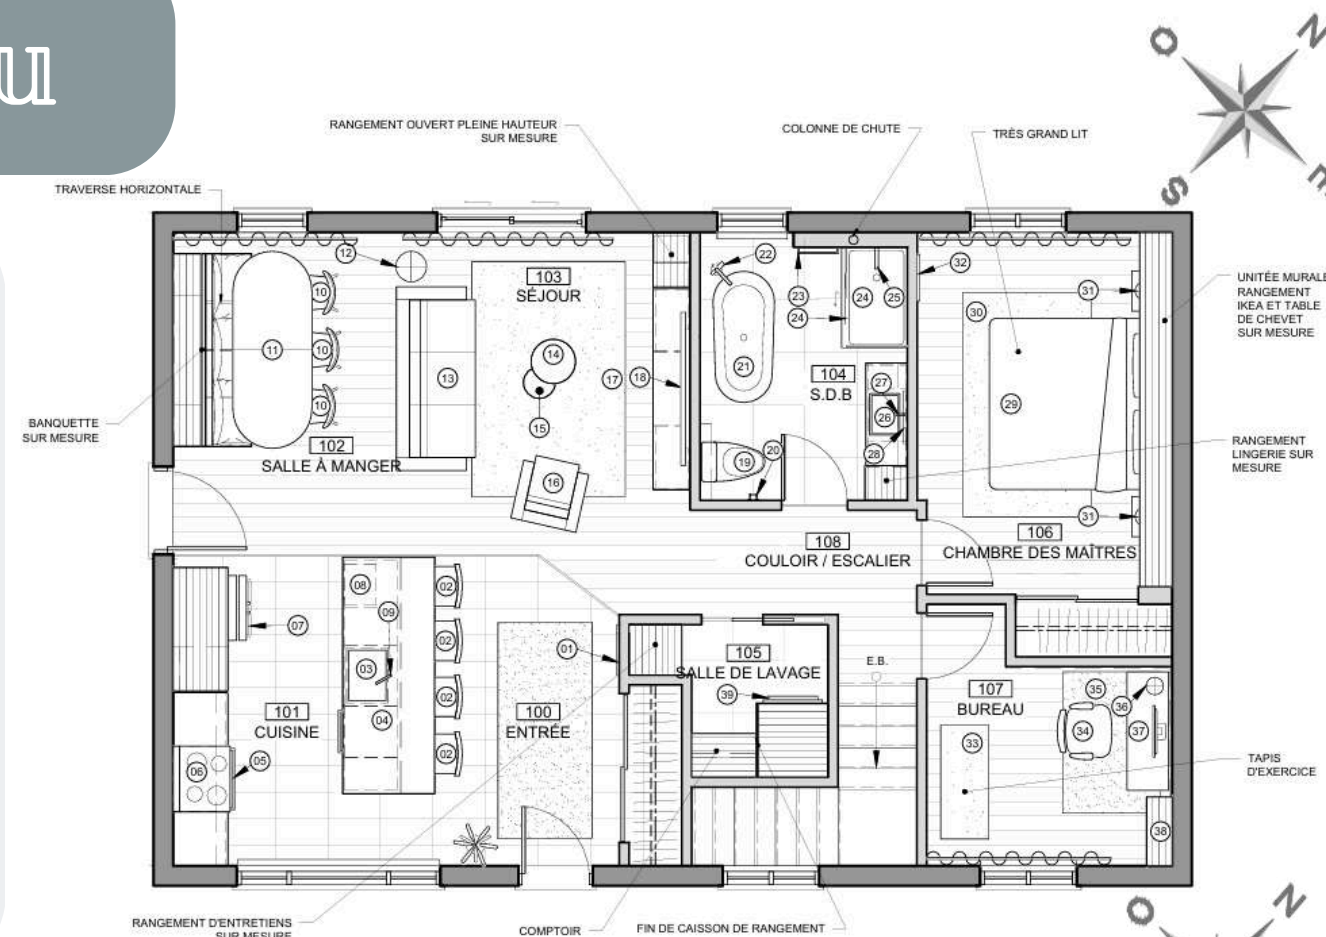 u
O
N
S
E
RANGEMENT OUVERT PLEINE HAUTEUR
SUR MESURE
COLONNE DE CHUTE
TRÈS GRAND LIT
TRAVERSE HORIZONTALE
12
103
SÉJOUR
22
23
24
24
25
32
31
30
UNITÉE MURALE
RANGEMENT
IKEA ET TABLE
DE CHEVET
SUR MESURE
10
11
10
10
13
14
15
17
18
21
104
S.D.B
27
26
28
29
BANQUETTE
SUR MESURE
102
SALLE À MANGER
16
19
20
RANGEMENT
LINGERIE SUR
MESURE
31
108
COULOIR / ESCALIER
106
CHAMBRE DES MAÎTRES
08
09
02
07
03
02
01
105
SALLE DE LAVAGE
E.B.
39
02
04
101
CUISINE
100
ENTRÉE
02
05
06
107
BUREAU
35
36
34
37
33
38
TAPIS
D'EXERCICE
RANGEMENT D'ENTRETIENS
SUR MESURE
COMPTOIR
FIN DE CAISSON DE RANGEMENT
O
N